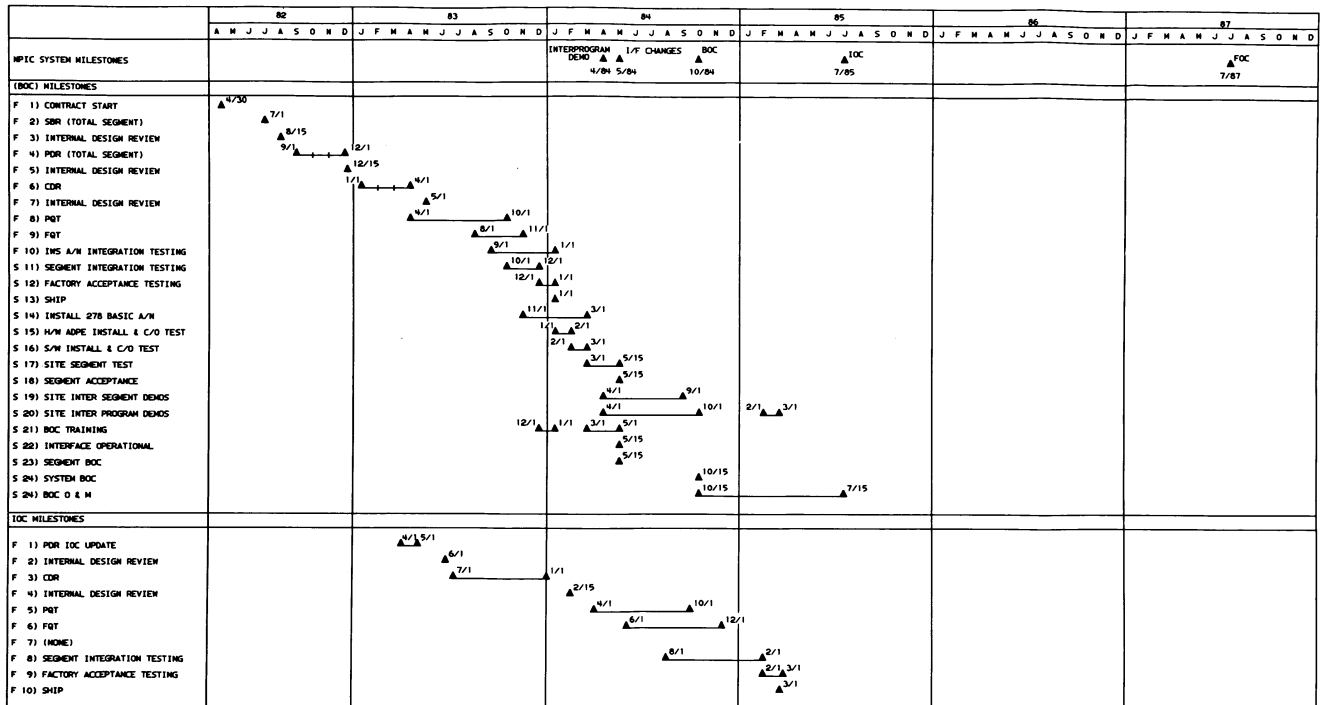 82 83 84 85 86 87
A M J J A S O N D J F M A M J J A S O N D J F M A M J J A S O N D J F M A M J J A S O N D J F M A M J J A S O N D J F M A M J J A S O N D
INTERPROGRAM I/F CHANGES BOC IOC
NPIC SYSTEM MILESTONES DEMO FOC
4/84 5/84 10/84 7/85 7/87
(BOC) MILESTONES
F 1) CONTRACT START 4/30
F 2) SBR (TOTAL SEGMENT) 7/1
F 3) INTERNAL DESIGN REVIEW 8/15
F 4) PDR (TOTAL SEGMENT) 9/1 12/1
F 5) INTERNAL DESIGN REVIEW 12/15
F 6) CDR 1/1 4/1
F 7) INTERNAL DESIGN REVIEW 5/1
F 8) PQT 4/1 10/1
F 9) FQT 8/1 11/1
F 10) INS A/N INTEGRATION TESTING 9/1 1/1
S 11) SEGMENT INTEGRATION TESTING 10/1 12/1
S 12) FACTORY ACCEPTANCE TESTING 12/1 1/1
S 13) SHIP 1/1
S 14) INSTALL 278 BASIC A/N 11/1 3/1
S 15) H/W ADPE INSTALL & C/O TEST 1/1 2/1
S 16) S/W INSTALL & C/O TEST 2/1 3/1
S 17) SITE SEGMENT TEST 3/1 5/15
S 18) SEGMENT ACCEPTANCE 5/15
S 19) SITE INTER SEGMENT DEMOS 4/1 9/1
S 20) SITE INTER PROGRAM DEMOS 4/1 10/1 2/1 3/1
S 21) BOC TRAINING 12/1 1/1 3/1 5/1
S 22) INTERFACE OPERATIONAL 5/15
S 23) SEGMENT BOC 5/15
S 24) SYSTEM BOC 10/15
S 24) BOC O & M 10/15 7/15
IOC MILESTONES
F 1) PDR IOC UPDATE 4/1 5/1
F 2) INTERNAL DESIGN REVIEW 6/1
F 3) CDR 7/1 1/1
F 4) INTERNAL DESIGN REVIEW 2/15
F 5) PQT 4/1 10/1
F 6) FQT 6/1 12/1
F 7) (NONE)
F 8) SEGMENT INTEGRATION TESTING 8/1 2/1
F 9) FACTORY ACCEPTANCE TESTING 2/1 3/1
F 10) SHIP 3/1